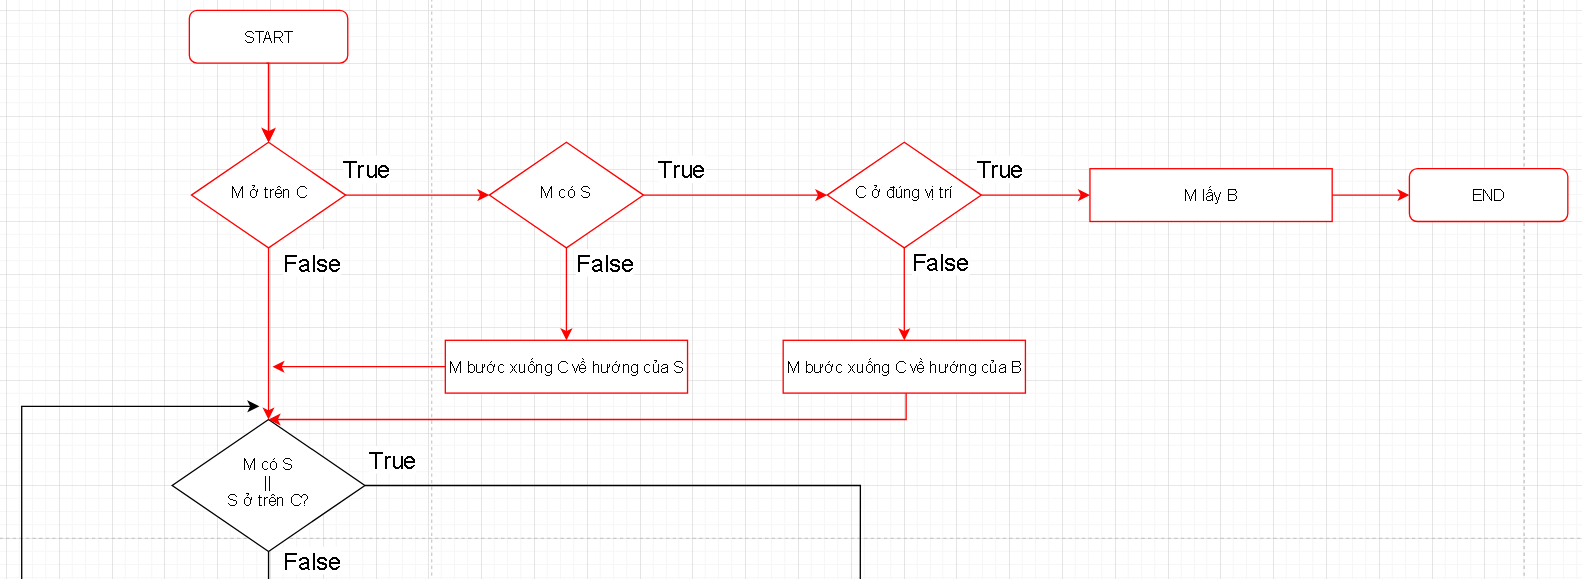 START
M ở trên C
True
M có S
True
C ở đúng vị trí
True
M lấy B
END
False
False
False
M bước xuống C về hướng của S
M bước xuống C về hướng của B
M có S
||
S ở trên C?
True
False